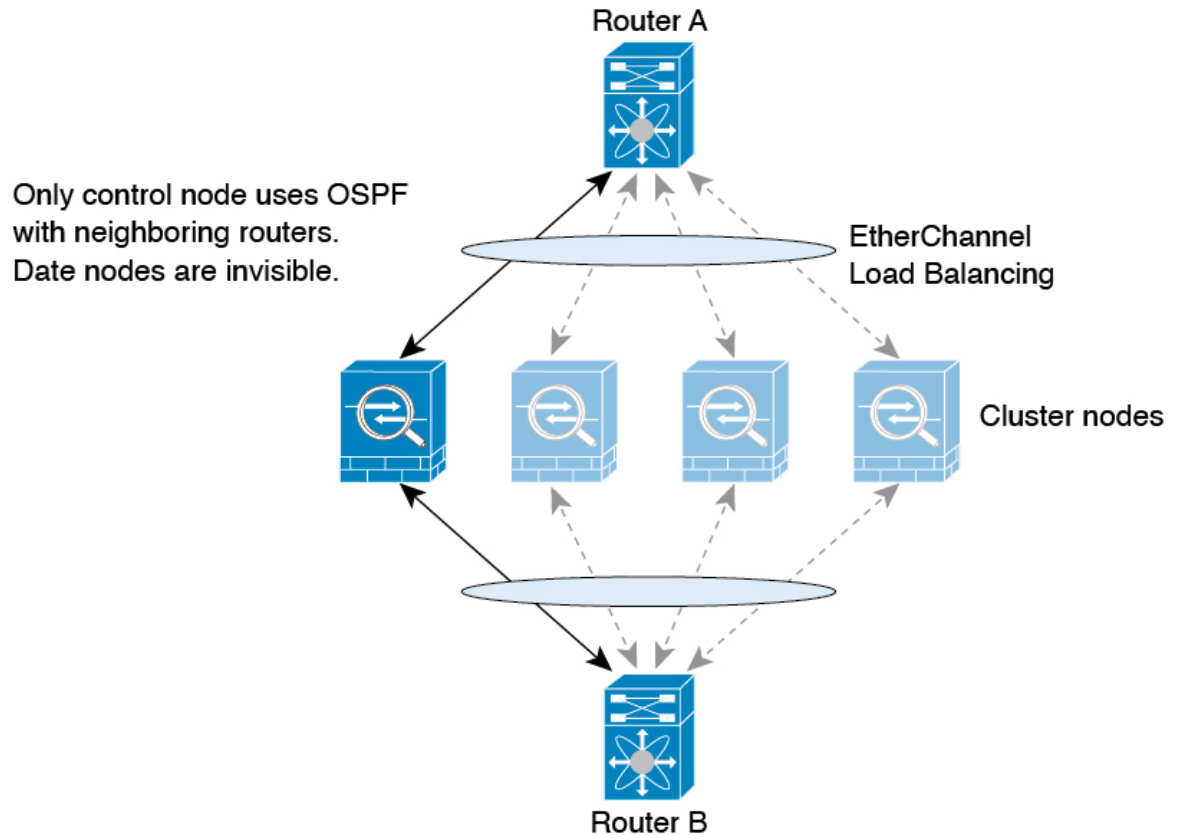 Router A
Only control node uses OSPF
with neighboring routers.
Date nodes are invisible.
EtherChannel
Load Balancing
Cluster nodes
Router B